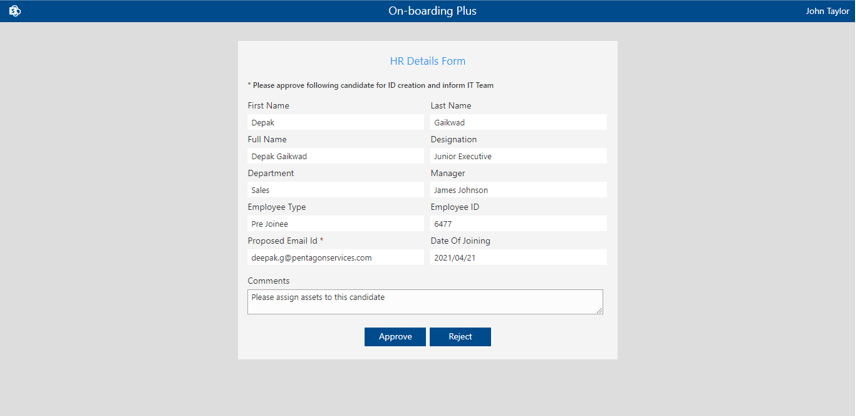 On-boarding Plus
John Taylor
HR Details Form
* Please approve following candidate for ID creation and inform IT Team
First Name
Last Name
Depak
Gaikwad
Full Name
Designation
Depak Gaikwad
Junior Executive
Department
Manager
Sales
James Johnson
Employee Type
Employee ID
Pre Joinee
6477
Proposed Email Id *
Date Of Joining
deepak.g@pentagonservices.com
2021/04/21
Comments
Please assign assets to this candidate
Approve
Reject